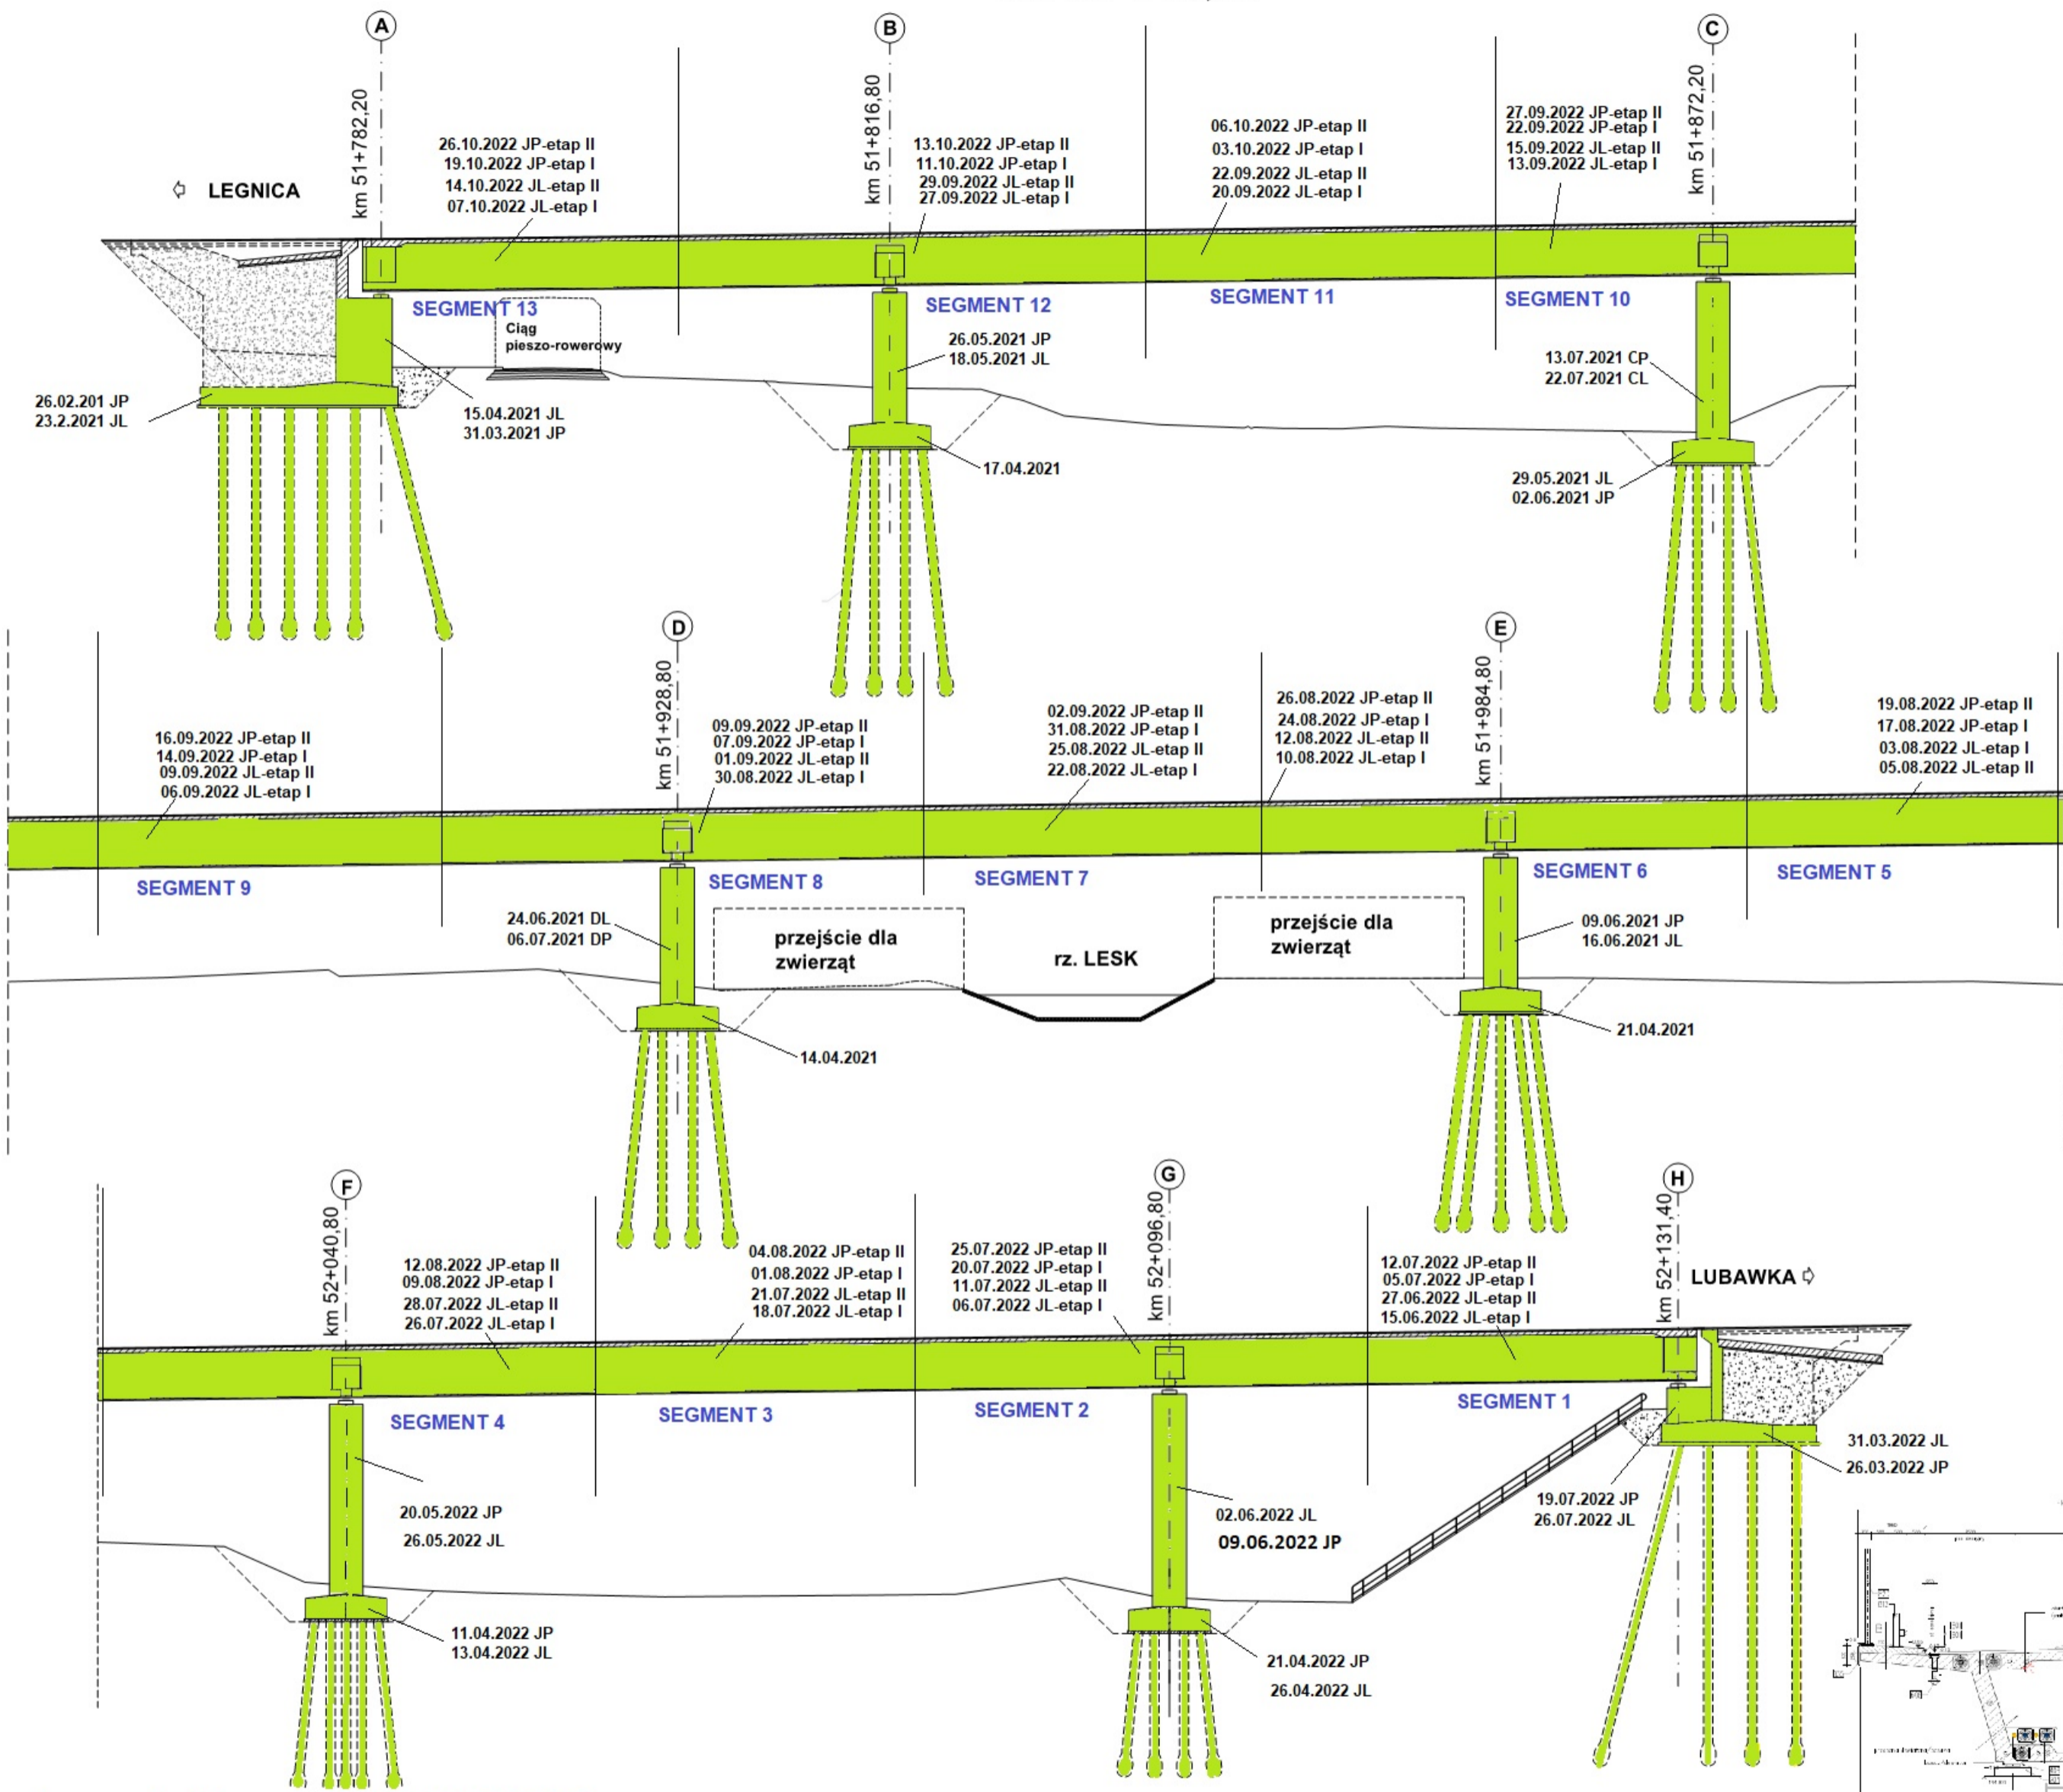 A
B
C
km 51+782,20
km 51+816,80
km 51+872,20
LEGNICA
26.10.2022 JP-etap II
19.10.2022 JP-etap I
14.10.2022 JL-etap II
07.10.2022 JL-etap I
13.10.2022 JP-etap II
11.10.2022 JP-etap I
29.09.2022 JL-etap II
27.09.2022 JL-etap I
06.10.2022 JP-etap II
03.10.2022 JP-etap I
22.09.2022 JL-etap II
20.09.2022 JL-etap I
27.09.2022 JP-etap II
22.09.2022 JP-etap I
15.09.2022 JL-etap II
13.09.2022 JL-etap I
SEGMENT 13
SEGMENT 12
SEGMENT 11
SEGMENT 10
Ciąg
pieszo-rowerowy
26.02.201 JP
23.2.2021 JL
15.04.2021 JL
31.03.2021 JP
26.05.2021 JP
18.05.2021 JL
17.04.2021
13.07.2021 CP
22.07.2021 CL
29.05.2021 JL
02.06.2021 JP
D
E
km 51+928,80
km 51+984,80
16.09.2022 JP-etap II
14.09.2022 JP-etap I
09.09.2022 JL-etap II
06.09.2022 JL-etap I
09.09.2022 JP-etap II
07.09.2022 JP-etap I
01.09.2022 JL-etap II
30.08.2022 JL-etap I
02.09.2022 JP-etap II
31.08.2022 JP-etap I
25.08.2022 JL-etap II
22.08.2022 JL-etap I
26.08.2022 JP-etap II
24.08.2022 JP-etap I
12.08.2022 JL-etap II
10.08.2022 JL-etap I
19.08.2022 JP-etap II
17.08.2022 JP-etap I
03.08.2022 JL-etap I
05.08.2022 JL-etap II
SEGMENT 9
SEGMENT 8
SEGMENT 7
SEGMENT 6
SEGMENT 5
24.06.2021 DL
06.07.2021 DP
przejście dla
zwierząt
rz. LESK
przejście dla
zwierząt
09.06.2021 JP
16.06.2021 JL
14.04.2021
21.04.2021
F
G
H
km 52+040,80
km 52+096,80
km 52+131,40
12.08.2022 JP-etap II
09.08.2022 JP-etap I
28.07.2022 JL-etap II
26.07.2022 JL-etap I
04.08.2022 JP-etap II
01.08.2022 JP-etap I
21.07.2022 JL-etap II
18.07.2022 JL-etap I
25.07.2022 JP-etap II
20.07.2022 JP-etap I
11.07.2022 JL-etap II
06.07.2022 JL-etap I
12.07.2022 JP-etap II
05.07.2022 JP-etap I
27.06.2022 JL-etap II
15.06.2022 JL-etap I
LUBAWKA
SEGMENT 4
SEGMENT 3
SEGMENT 2
SEGMENT 1
20.05.2022 JP
26.05.2022 JL
02.06.2022 JL
09.06.2022 JP
19.07.2022 JP
26.07.2022 JL
31.03.2022 JL
26.03.2022 JP
11.04.2022 JP
13.04.2022 JL
21.04.2022 JP
26.04.2022 JL